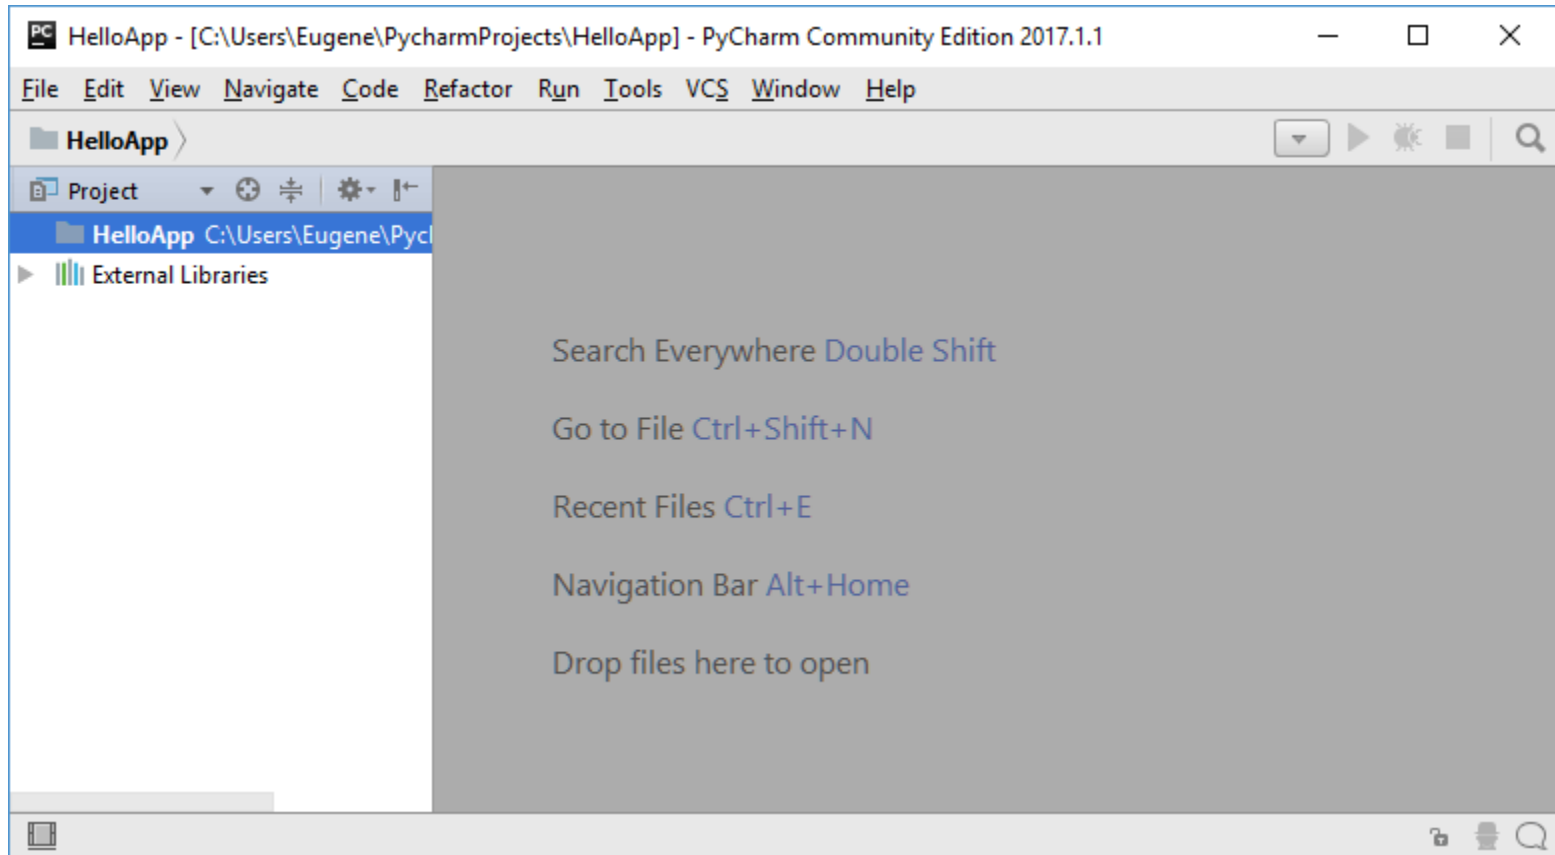 PC HelloApp - [C:\Users\Eugene\PycharmProjects\HelloApp] - PyCharm Community Edition 2017.1.1
File Edit View Navigate Code Refactor Run Tools VCS Window Help
HelloApp
Project
HelloApp C:\Users\Eugene\Pycl
External Libraries
Search Everywhere Double Shift
Go to File Ctrl+Shift+N
Recent Files Ctrl+E
Navigation Bar Alt+Home
Drop files here to open